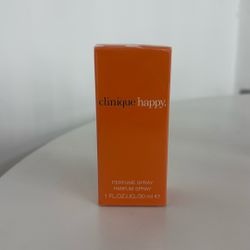 clinique happy.
PERFUME SPRAY
PARFUM SPRAY
1 FL.OZ.LIQ./30 ml ℮